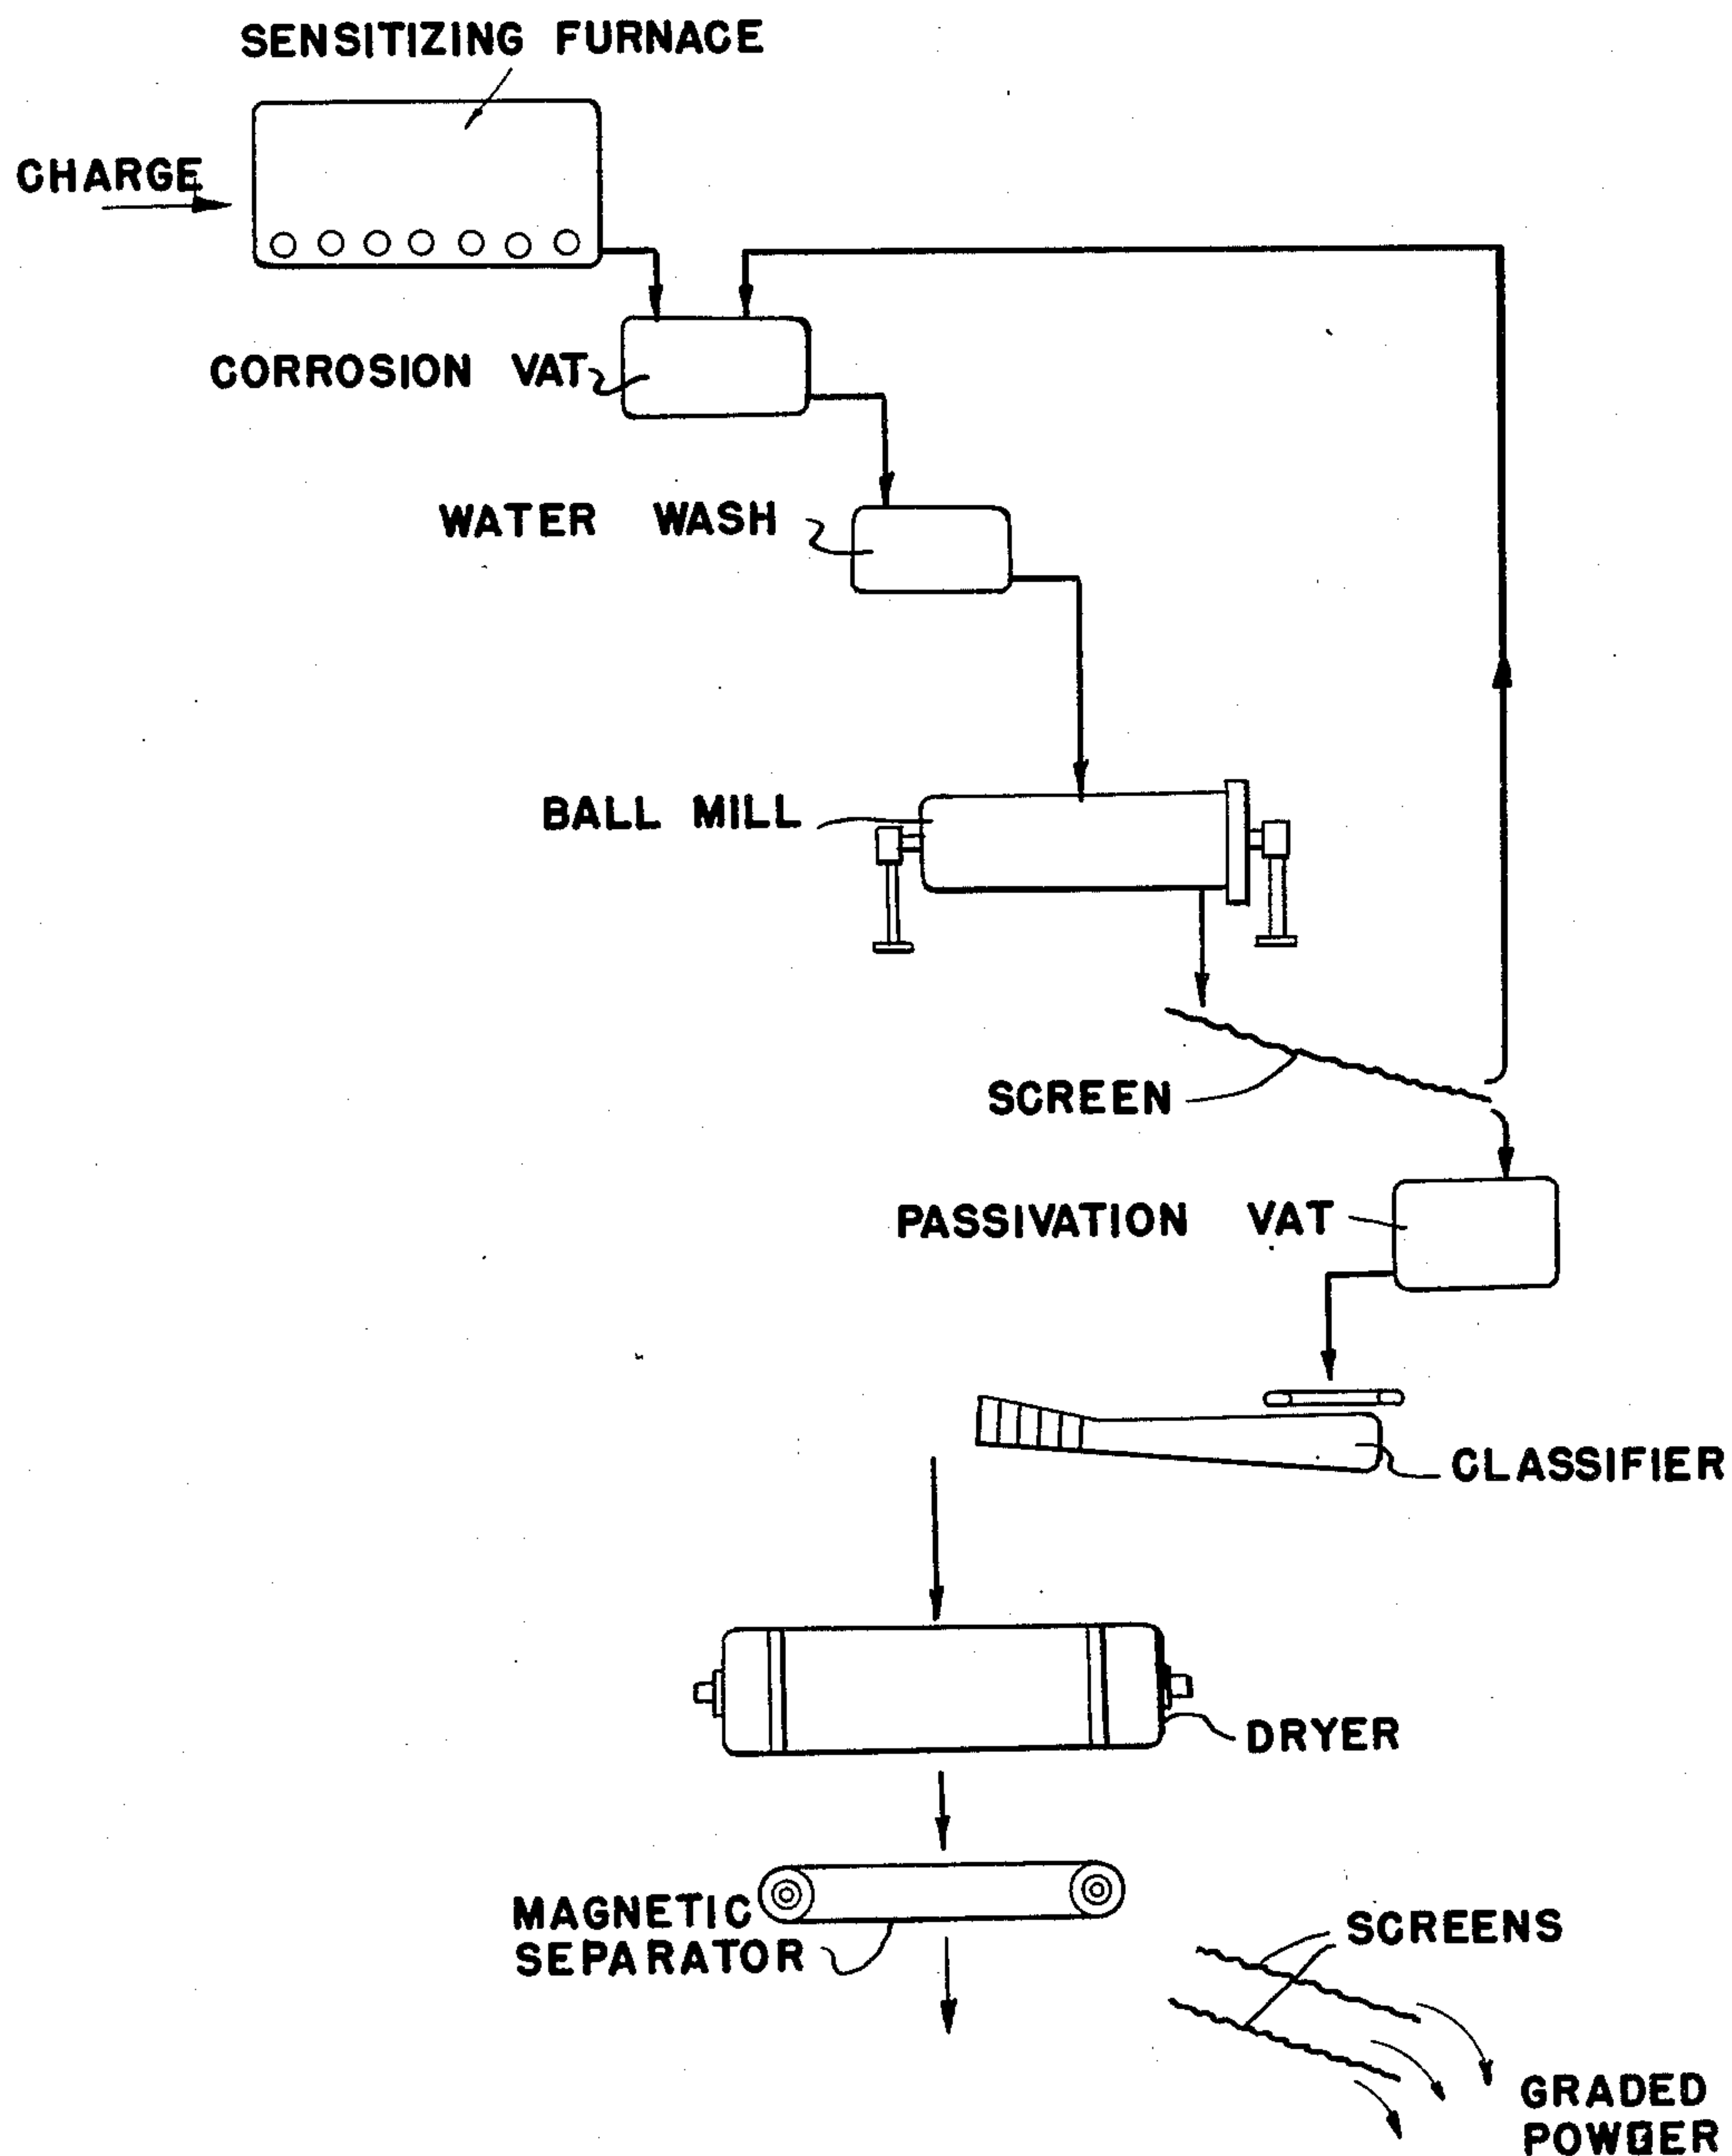 SENSITIZING FURNACE
CHARGE
CORROSION VAT
WATER WASH
BALL MILL
SCREEN
PASSIVATION VAT
CLASSIFIER
DRYER
MAGNETIC
SEPARATOR
SCREENS
GRADED
POWDER